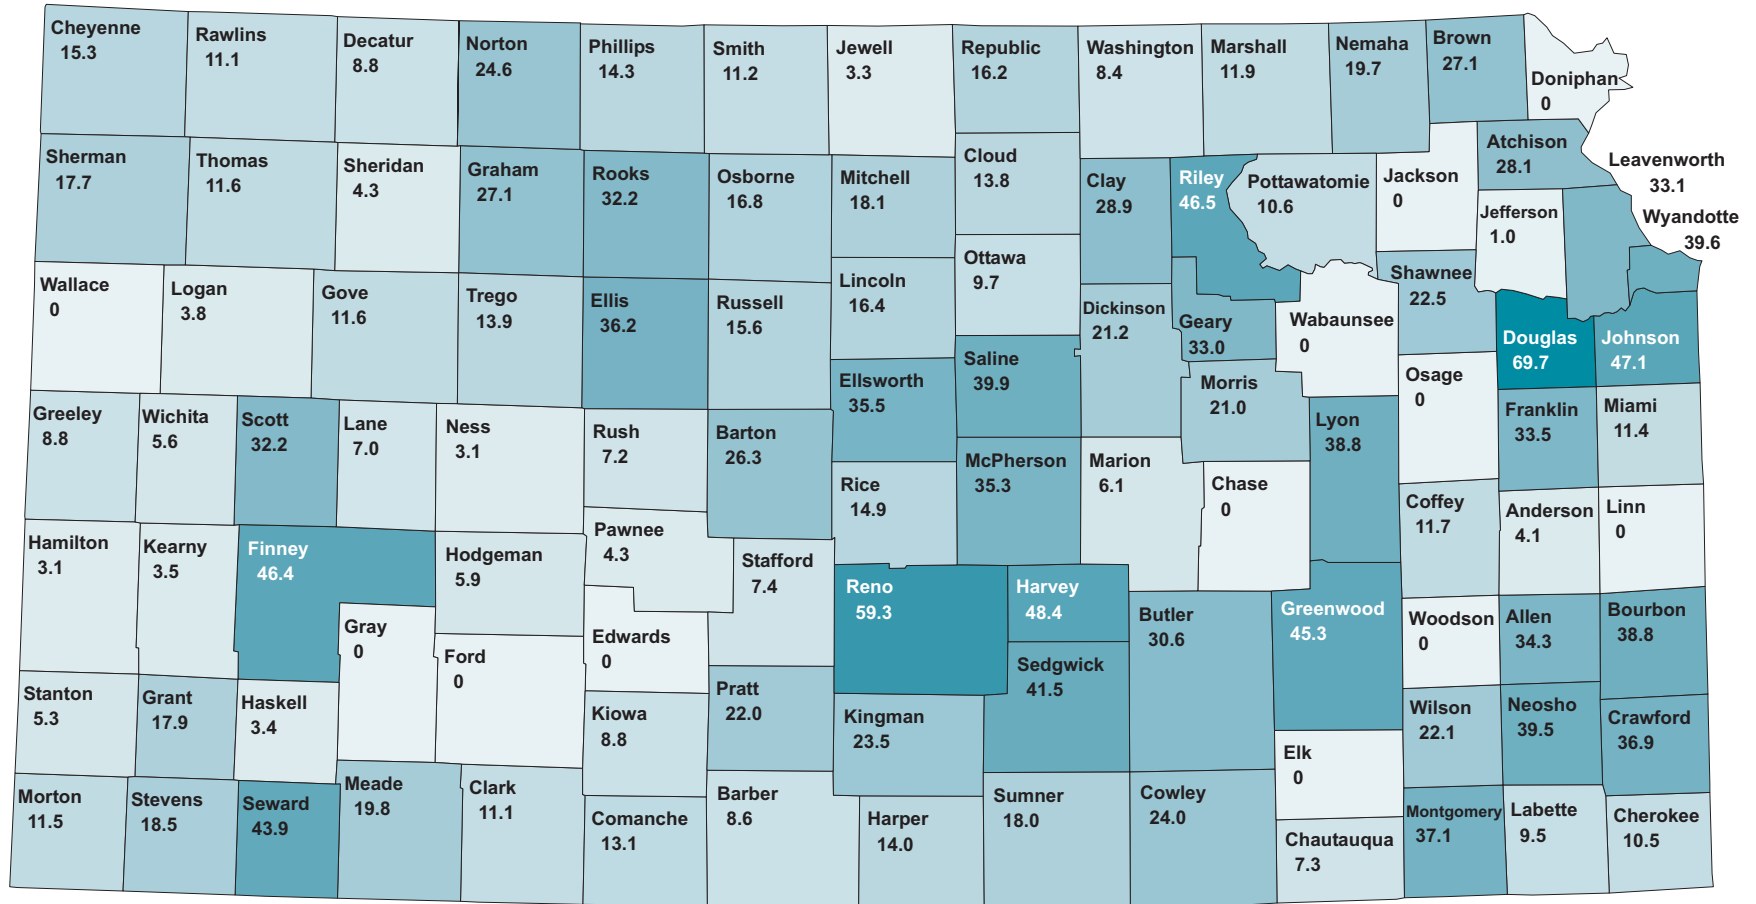 Cheyenne
15.3
Rawlins
11.1
Decatur
8.8
Norton
24.6
Phillips
14.3
Smith
11.2
Jewell
3.3
Republic
16.2
Washington
8.4
Marshall
11.9
Nemaha
19.7
Brown
27.1
Doniphan
0
Sherman
17.7
Thomas
11.6
Sheridan
4.3
Graham
27.1
Rooks
32.2
Osborne
16.8
Mitchell
18.1
Cloud
13.8
Clay
28.9
Riley
46.5
Pottawatomie
10.6
Jackson
0
Atchison
28.1
Jefferson
1.0
Leavenworth
33.1
Wyandotte
39.6
Wallace
0
Logan
3.8
Gove
11.6
Trego
13.9
Ellis
36.2
Russell
15.6
Lincoln
16.4
Ottawa
9.7
Dickinson
21.2
Geary
33.0
Wabaunsee
0
Shawnee
22.5
Douglas
69.7
Johnson
47.1
Ellsworth
35.5
Saline
39.9
Morris
21.0
Osage
0
Franklin
33.5
Miami
11.4
Greeley
8.8
Wichita
5.6
Scott
32.2
Lane
7.0
Ness
3.1
Rush
7.2
Barton
26.3
Rice
14.9
McPherson
35.3
Marion
6.1
Chase
0
Lyon
38.8
Coffey
11.7
Anderson
4.1
Linn
0
Hamilton
3.1
Kearny
3.5
Finney
46.4
Hodgeman
5.9
Pawnee
4.3
Stafford
7.4
Reno
59.3
Harvey
48.4
Butler
30.6
Greenwood
45.3
Woodson
0
Allen
34.3
Bourbon
38.8
Gray
0
Ford
0
Edwards
0
Sedgwick
41.5
Stanton
5.3
Grant
17.9
Haskell
3.4
Kiowa
8.8
Pratt
22.0
Kingman
23.5
Wilson
22.1
Neosho
39.5
Crawford
36.9
Elk
0
Morton
11.5
Stevens
18.5
Seward
43.9
Meade
19.8
Clark
11.1
Comanche
13.1
Barber
8.6
Harper
14.0
Sumner
18.0
Cowley
24.0
Chautauqua
7.3
Montgomery
37.1
Labette
9.5
Cherokee
10.5